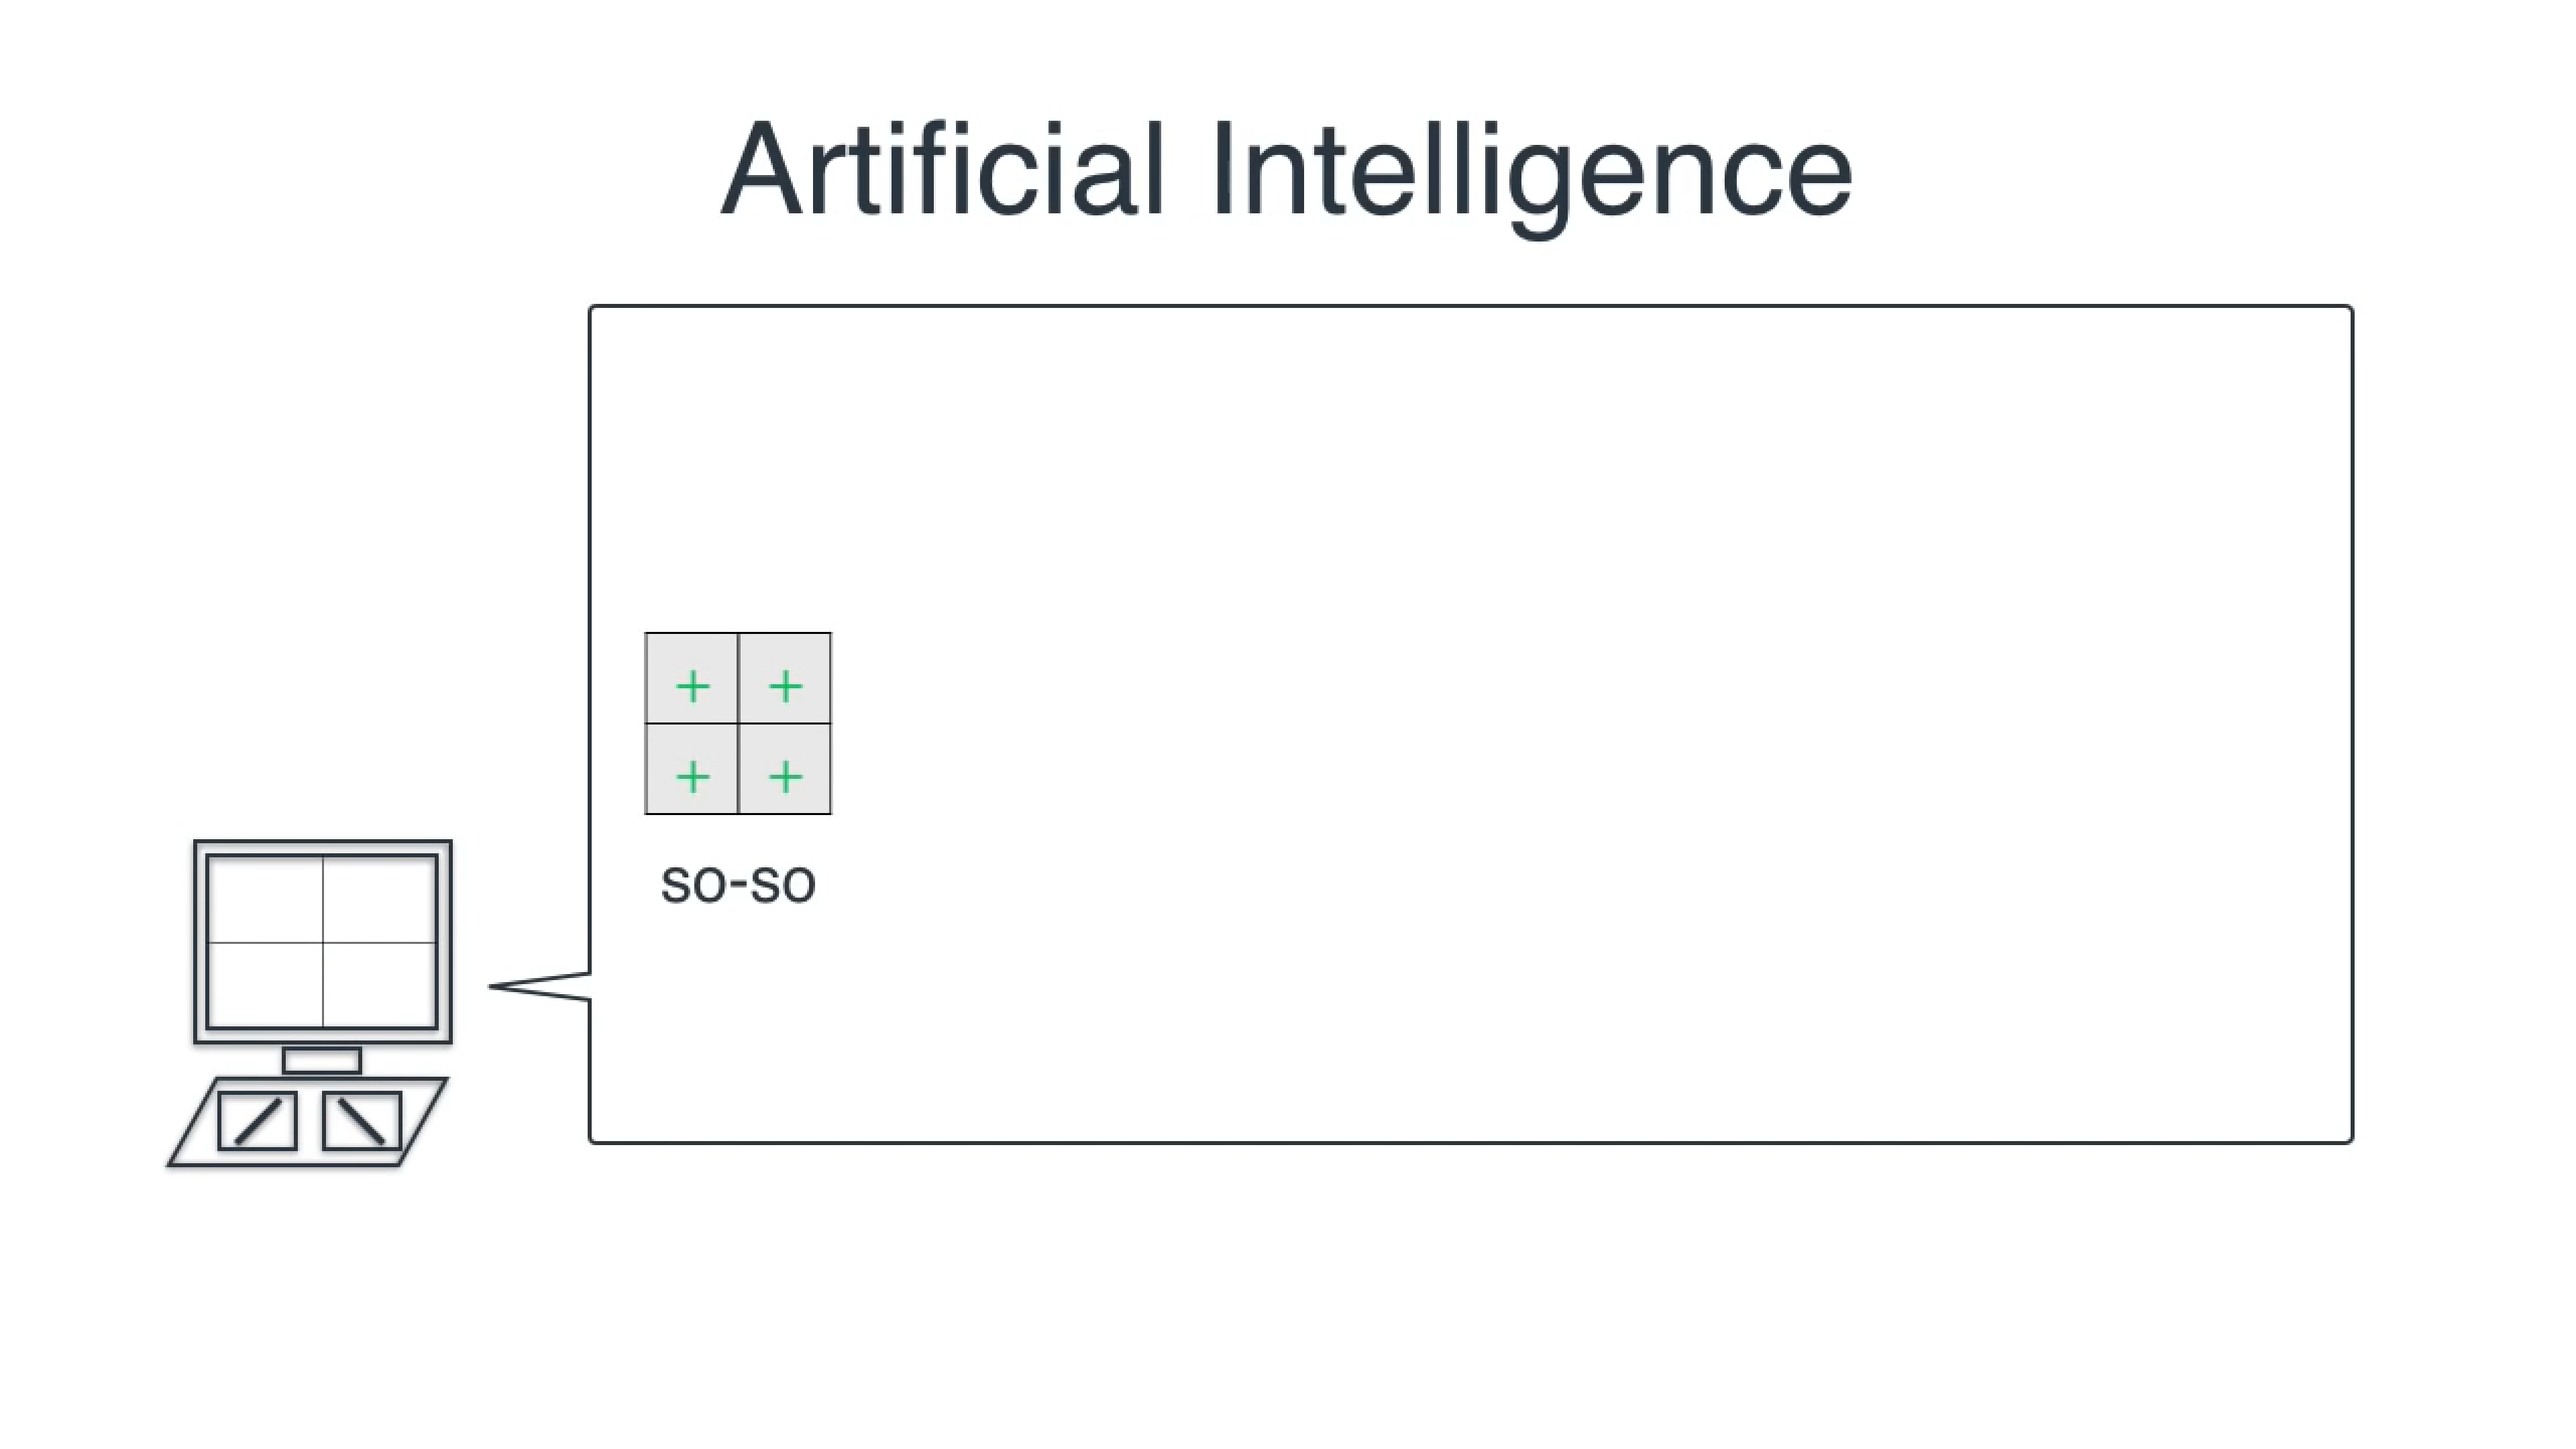 Artificial Intelligence
+ +
+ +
so-so